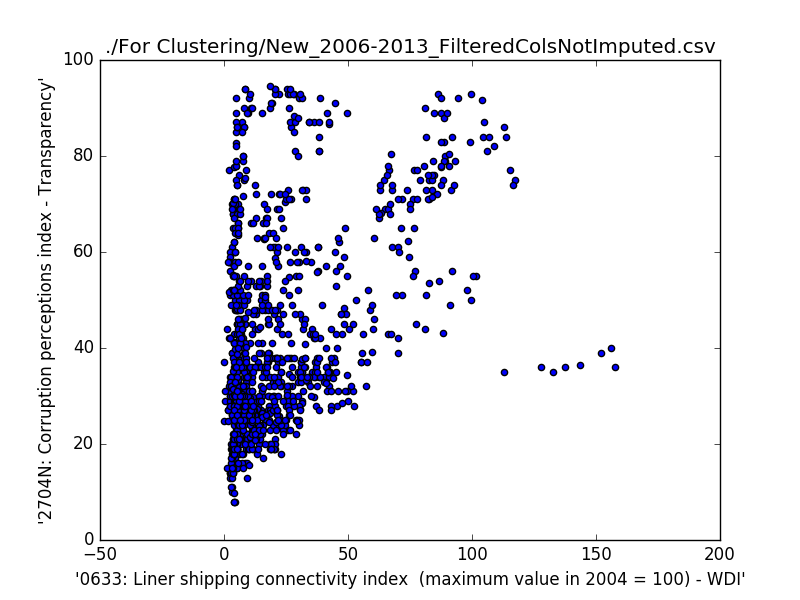 ./For Clustering/New_2006-2013_FilteredColsNotImputed.csv
100
80
60
40
20
0
'2704N: Corruption perceptions index - Transparency'
−50 0 50 100 150 200
'0633: Liner shipping connectivity index  (maximum value in 2004 = 100) - WDI'